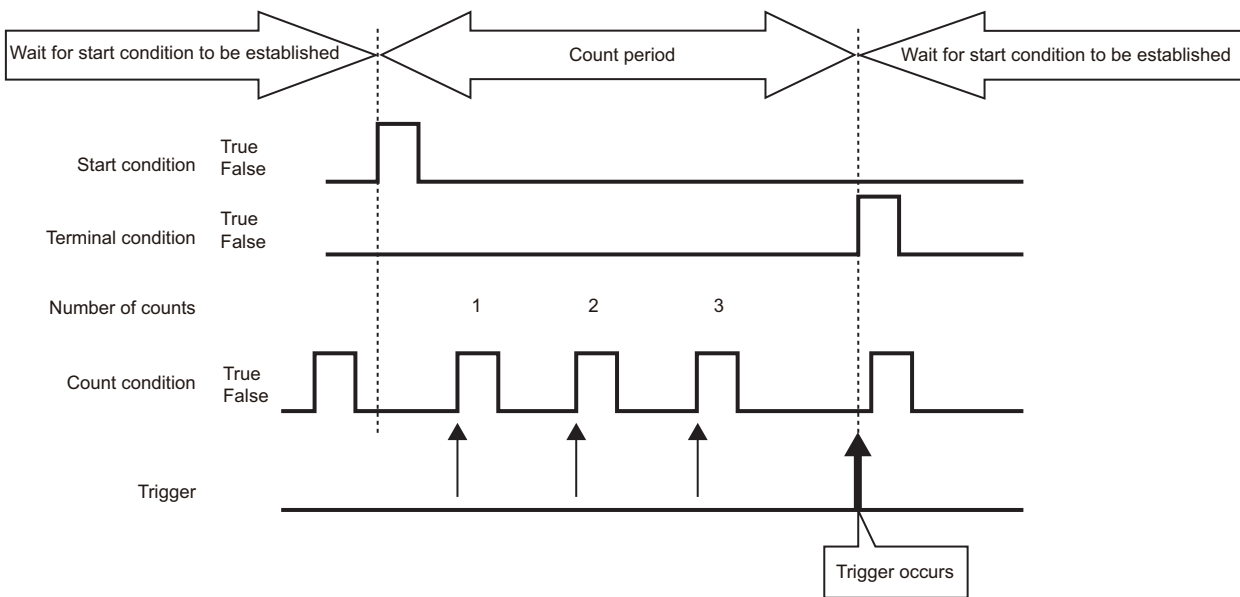 Wait for start condition to be established
Count period
Wait for start condition to be established
Start condition
True
False
Terminal condition
True
False
Number of counts
1
2
3
Count condition
True
False
Trigger
Trigger occurs